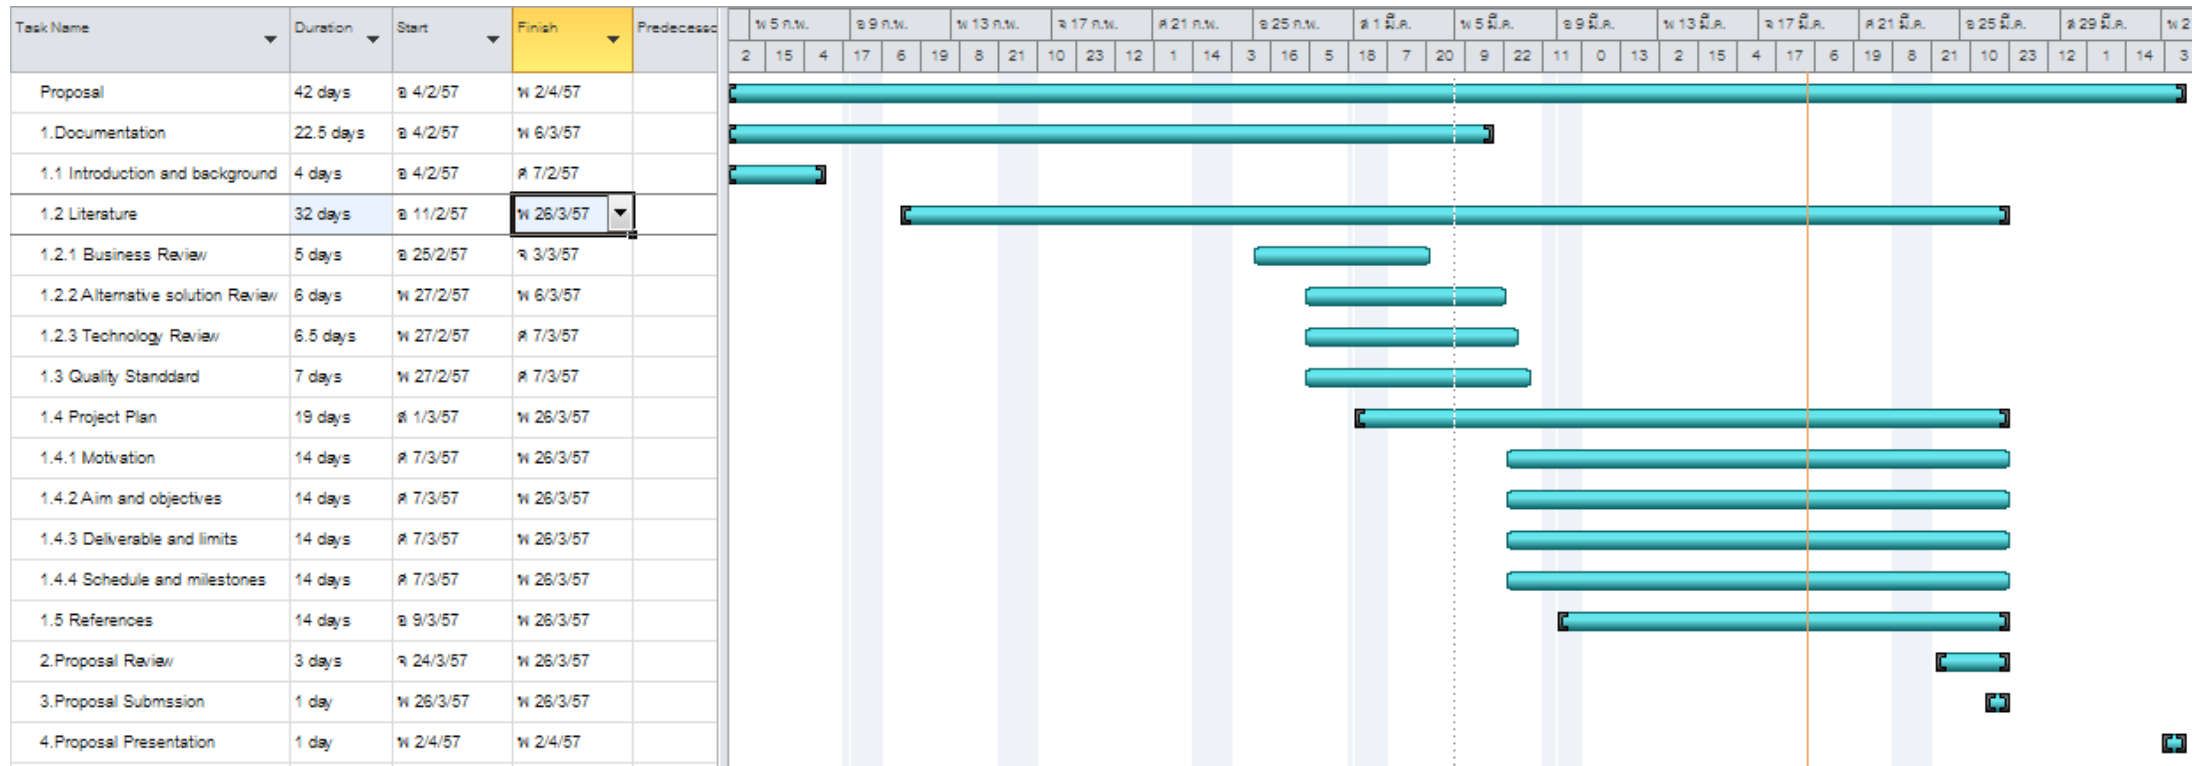 Task Name Duration Start Finish Predecessc พ 5 ก.พ. อ 9 ก.พ. พ 13 ก.พ. จ 17 ก.พ. ศ 21 ก.พ. อ 25 ก.พ. ส 1 มี.ค. พ 5 มี.ค. อ 9 มี.ค. พ 13 มี.ค. จ 17 มี.ค. ศ 21 มี.ค. อ 25 มี.ค. ส 29 มี.ค. พ 2
2 15 4 17 6 19 8 21 10 23 12 1 14 3 16 5 18 7 20 9 22 11 0 13 2 15 4 17 6 19 8 21 10 23 12 1 14 3
Proposal 42 days อ 4/2/57 พ 2/4/57
1.Documentation 22.5 days อ 4/2/57 พ 6/3/57
1.1 Introduction and background 4 days อ 4/2/57 ศ 7/2/57
1.2 Literature 32 days อ 11/2/57 พ 26/3/57
1.2.1 Business Review 5 days อ 25/2/57 จ 3/3/57
1.2.2 Alternative solution Review 6 days พ 27/2/57 พ 6/3/57
1.2.3 Technology Review 6.5 days พ 27/2/57 ศ 7/3/57
1.3 Quality Standdard 7 days พ 27/2/57 ศ 7/3/57
1.4 Project Plan 19 days ส 1/3/57 พ 26/3/57
1.4.1 Motivation 14 days ศ 7/3/57 พ 26/3/57
1.4.2 Aim and objectives 14 days ศ 7/3/57 พ 26/3/57
1.4.3 Deliverable and limits 14 days ศ 7/3/57 พ 26/3/57
1.4.4 Schedule and milestones 14 days ศ 7/3/57 พ 26/3/57
1.5 References 14 days อ 9/3/57 พ 26/3/57
2.Proposal Review 3 days จ 24/3/57 พ 26/3/57
3.Proposal Submssion 1 day พ 26/3/57 พ 26/3/57
4.Proposal Presentation 1 day พ 2/4/57 พ 2/4/57